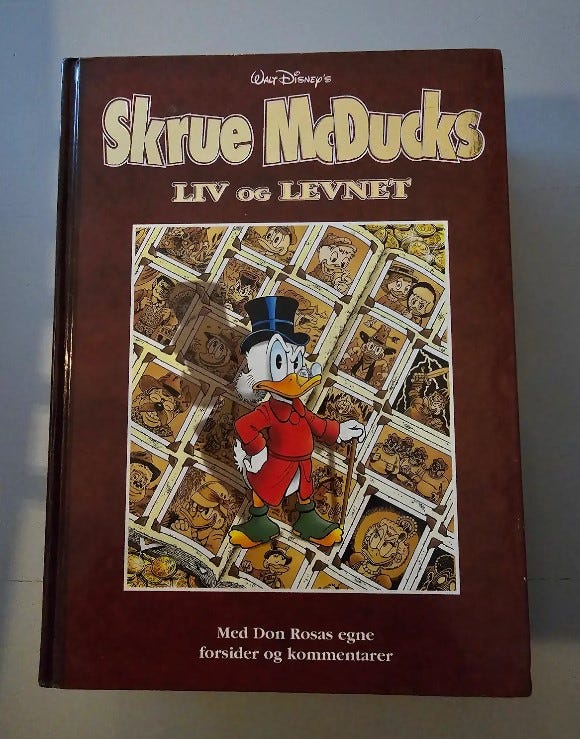 Walt Disney's
Skrue McDucks
LIV OG LEVNET
Med Don Rosas egne
forsider og kommentarer